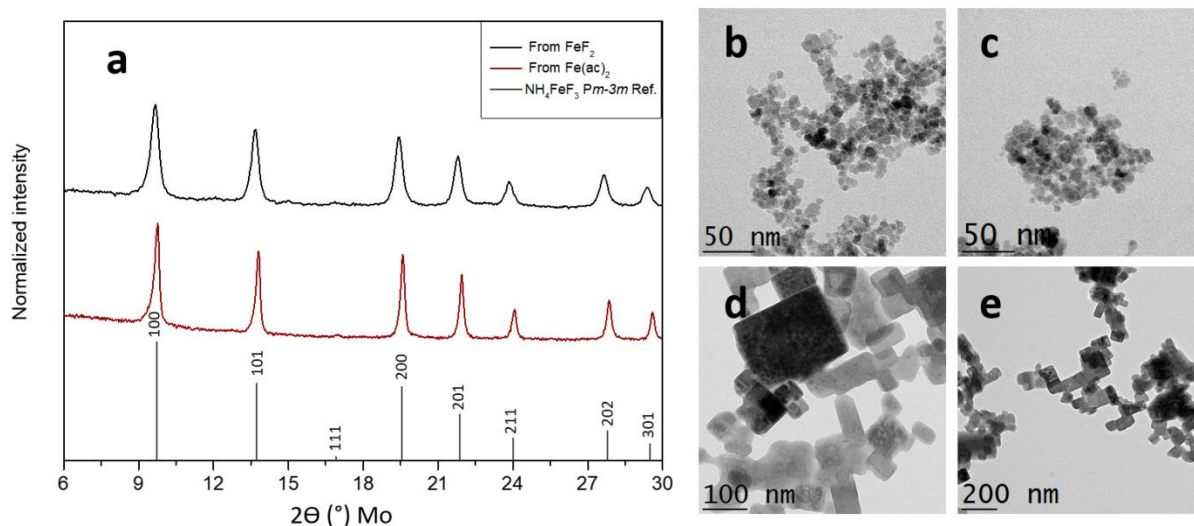 a
From FeF₂
From Fe(ac)₂
NH₄FeF₃ Pm-3m Ref.
Normalized intensity
100
101
111
200
201
211
202
301
6 9 12 15 18 21 24 27 30
2Θ (°) Mo
b
50 nm
c
50 nm
d
100 nm
e
200 nm